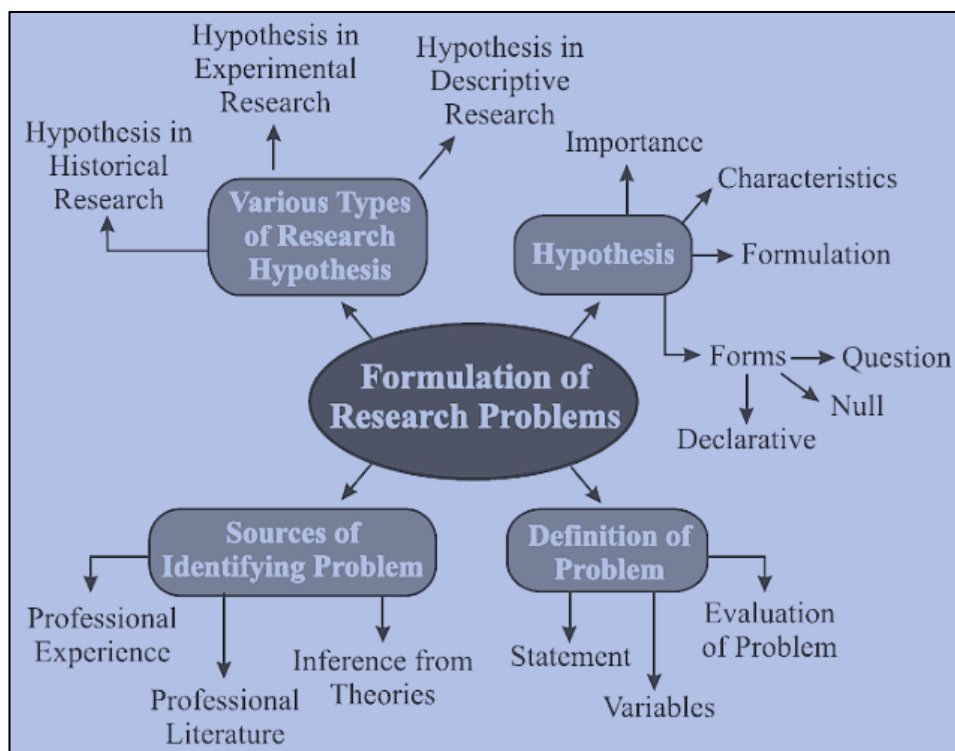 Hypothesis in
Experimental
Research
Hypothesis in
Descriptive
Research
Hypothesis in
Historical
Research
Various Types
of Research
Hypothesis
Importance
Characteristics
Hypothesis
Formulation
Forms
Question
Null
Declarative
Formulation of
Research Problems
Sources of
Identifying Problem
Professional
Experience
Professional
Literature
Inference from
Theories
Definition of
Problem
Statement
Variables
Evaluation
of Problem